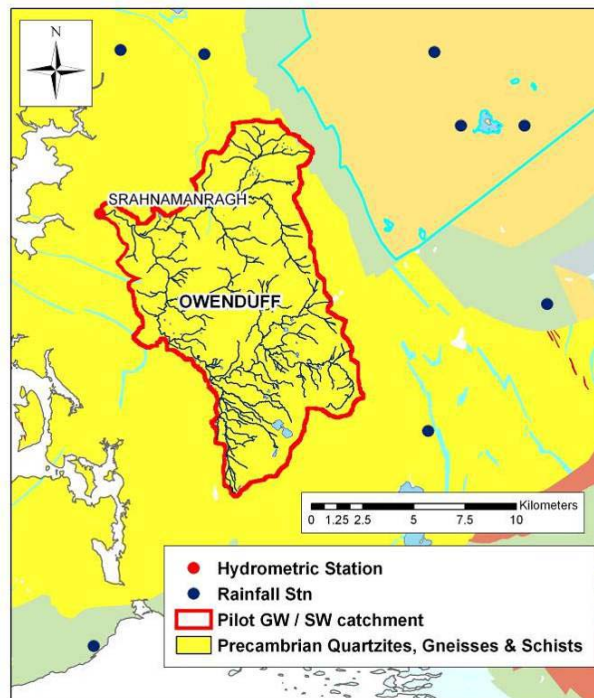 N
SRAHNAMANRAGH
OWENDUFF
Kilometers
0 1.25 2.5 5 7.5 10
Hydrometric Station
Rainfall Stn
Pilot GW / SW catchment
Precambrian Quartzites, Gneisses & Schists